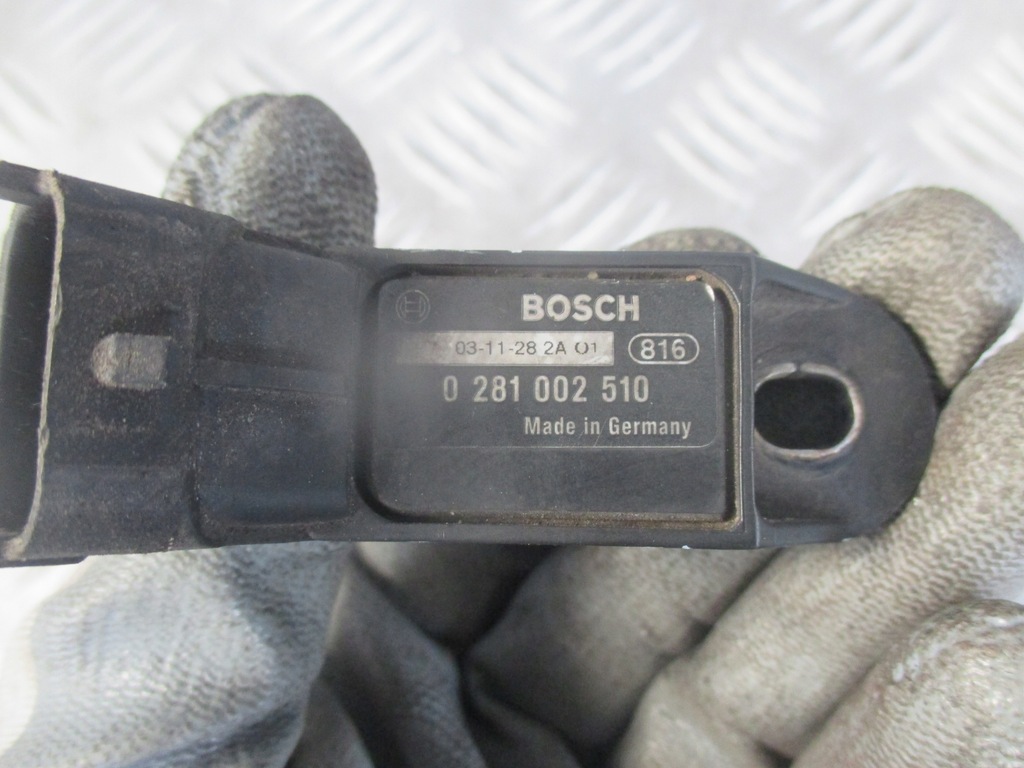 BOSCH
03-11-28 2A 01 816
0 281 002 510
Made in Germany